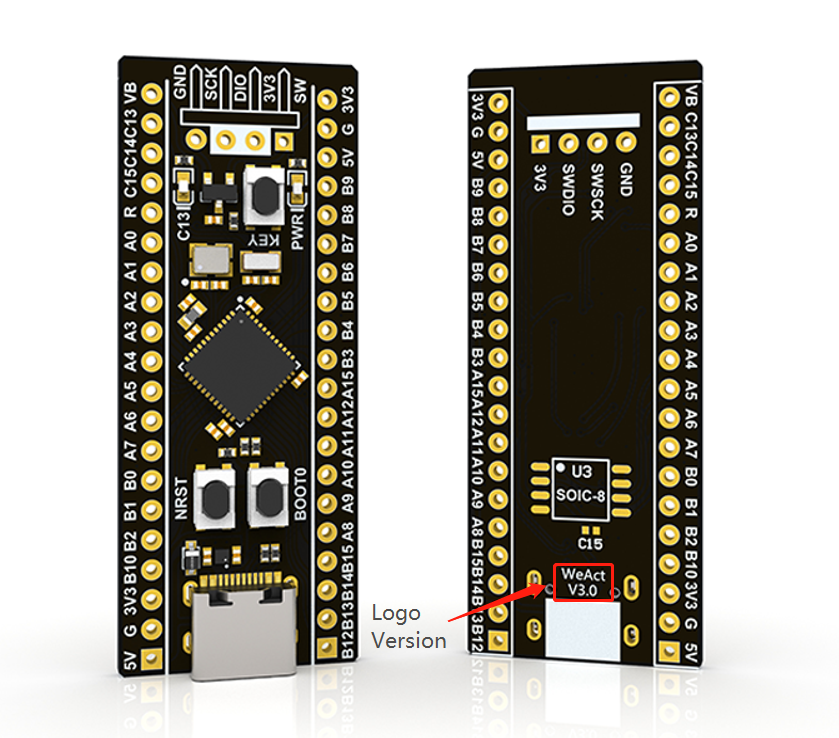 GND
SCK
DIO
3V3
SW
VB
C13
C14
C15
R
A0
A1
A2
A3
A4
A5
A6
A7
B0
B1
B2
B10
3V3
G
5V
3V3
G
5V
B9
B8
B7
B6
B5
B4
B3
A15
A12
A11
A10
A9
A8
B15
B14
B13
B12
C13
KEY
PWR
NRST
BOOT0
3V3
G
5V
B9
B8
B7
B6
B5
B4
B3
A15
A12
A11
A10
A9
A8
B15
B14
B13
B12
3V3
SWDIO
SWSCK
GND
VB
C13
C14
C15
R
A0
A1
A2
A3
A4
A5
A6
A7
B0
B1
B2
B10
3V3
G
5V
U3
SOIC-8
C15
WeAct
V3.0
Logo
Version